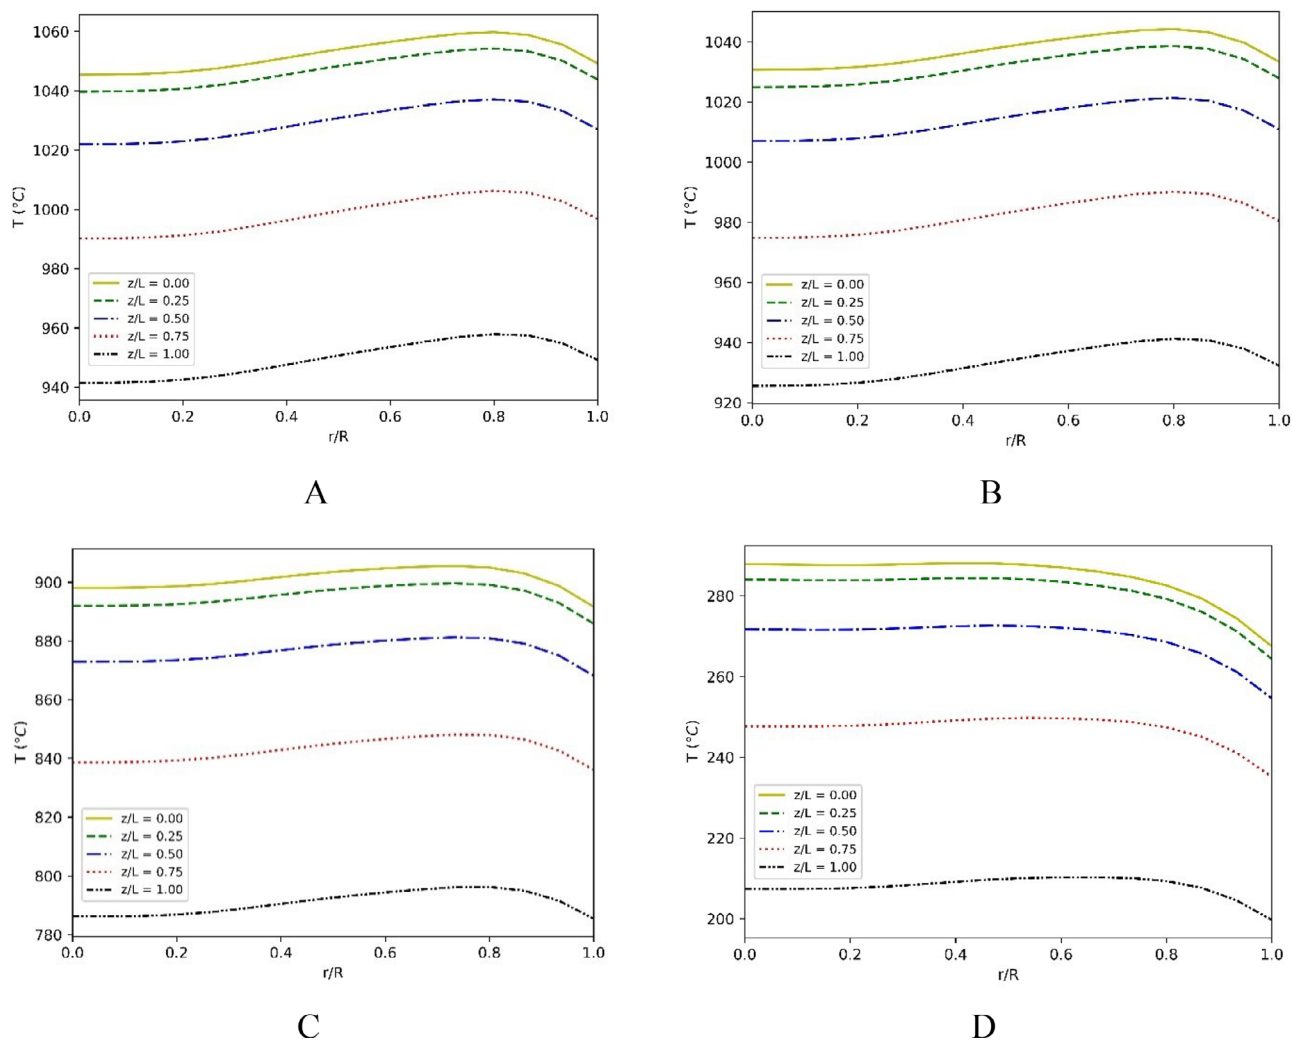 1060
1040
1020
1000
980
960
940
T (°C)
z/L = 0.00
z/L = 0.25
z/L = 0.50
z/L = 0.75
z/L = 1.00
0.0 0.2 0.4 0.6 0.8 1.0
r/R
A
1040
1020
1000
980
960
940
920
T (°C)
z/L = 0.00
z/L = 0.25
z/L = 0.50
z/L = 0.75
z/L = 1.00
0.0 0.2 0.4 0.6 0.8 1.0
r/R
B
900
880
860
840
820
800
780
T (°C)
z/L = 0.00
z/L = 0.25
z/L = 0.50
z/L = 0.75
z/L = 1.00
0.0 0.2 0.4 0.6 0.8 1.0
r/R
C
280
260
240
220
200
T (°C)
z/L = 0.00
z/L = 0.25
z/L = 0.50
z/L = 0.75
z/L = 1.00
0.0 0.2 0.4 0.6 0.8 1.0
r/R
D